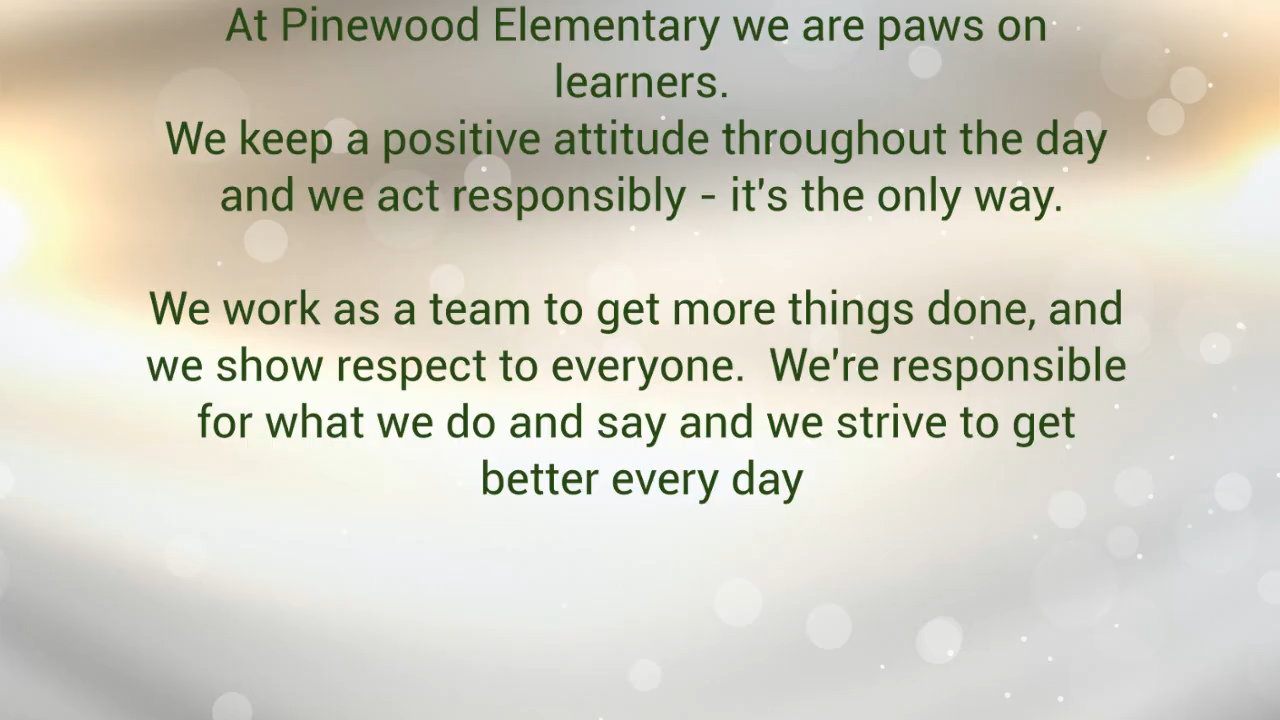 At Pinewood Elementary we are paws on
learners.
We keep a positive attitude throughout the day
and we act responsibly - it's the only way.
We work as a team to get more things done, and
we show respect to everyone.  We're responsible
for what we do and say and we strive to get
better every day